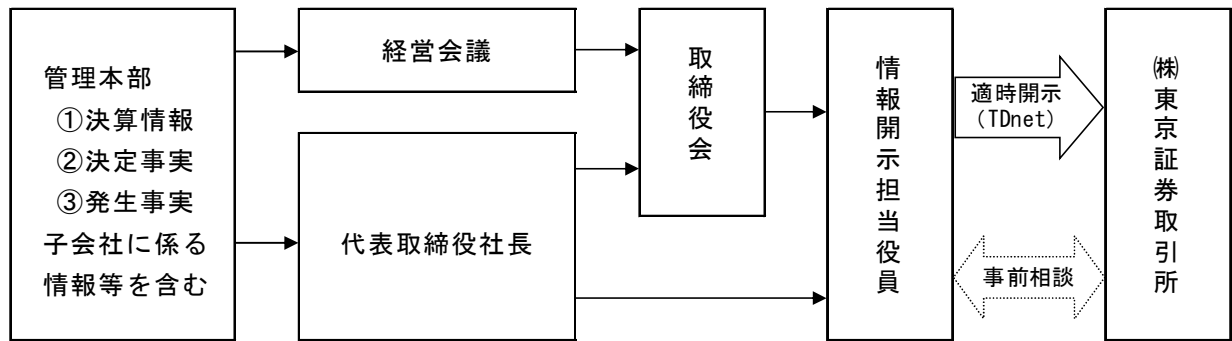 管理本部
①決算情報
②決定事実
③発生事実
子会社に係る
情報等を含む
経営会議
代表取締役社長
取締役会
情報開示担当役員
適時開示
（TDnet）
事前相談
㈱東京証券取引所